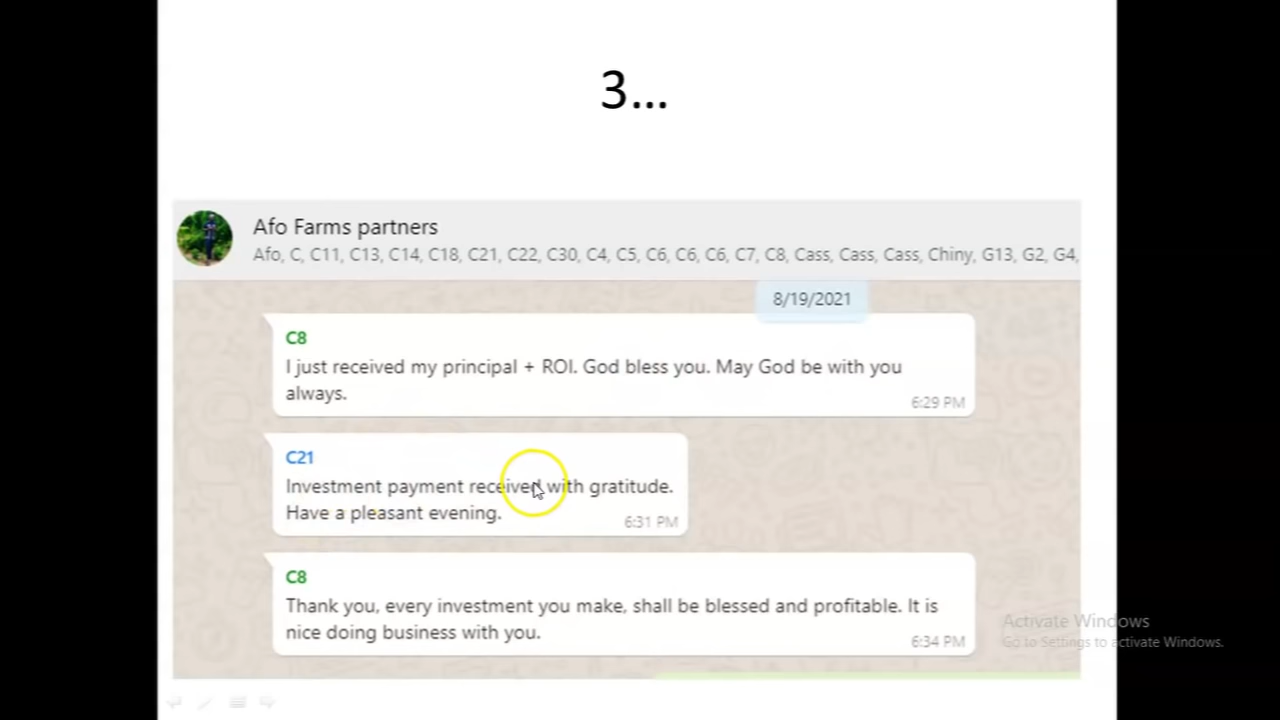 3...
Afo Farms partners
Afo, C, C11, C13, C14, C18, C21, C22, C30, C4, C5, C6, C6, C6, C7, C8, Cass, Cass, Cass, Chiny, G13, G2, G4,
8/19/2021
C8
I just received my principal + ROI. God bless you. May God be with you
always.
6:29 PM
C21
Investment payment received with gratitude.
Have a pleasant evening.
6:31 PM
C8
Thank you, every investment you make, shall be blessed and profitable. It is
nice doing business with you.
6:34 PM
Activate Windows
Go to Settings to activate Windows.